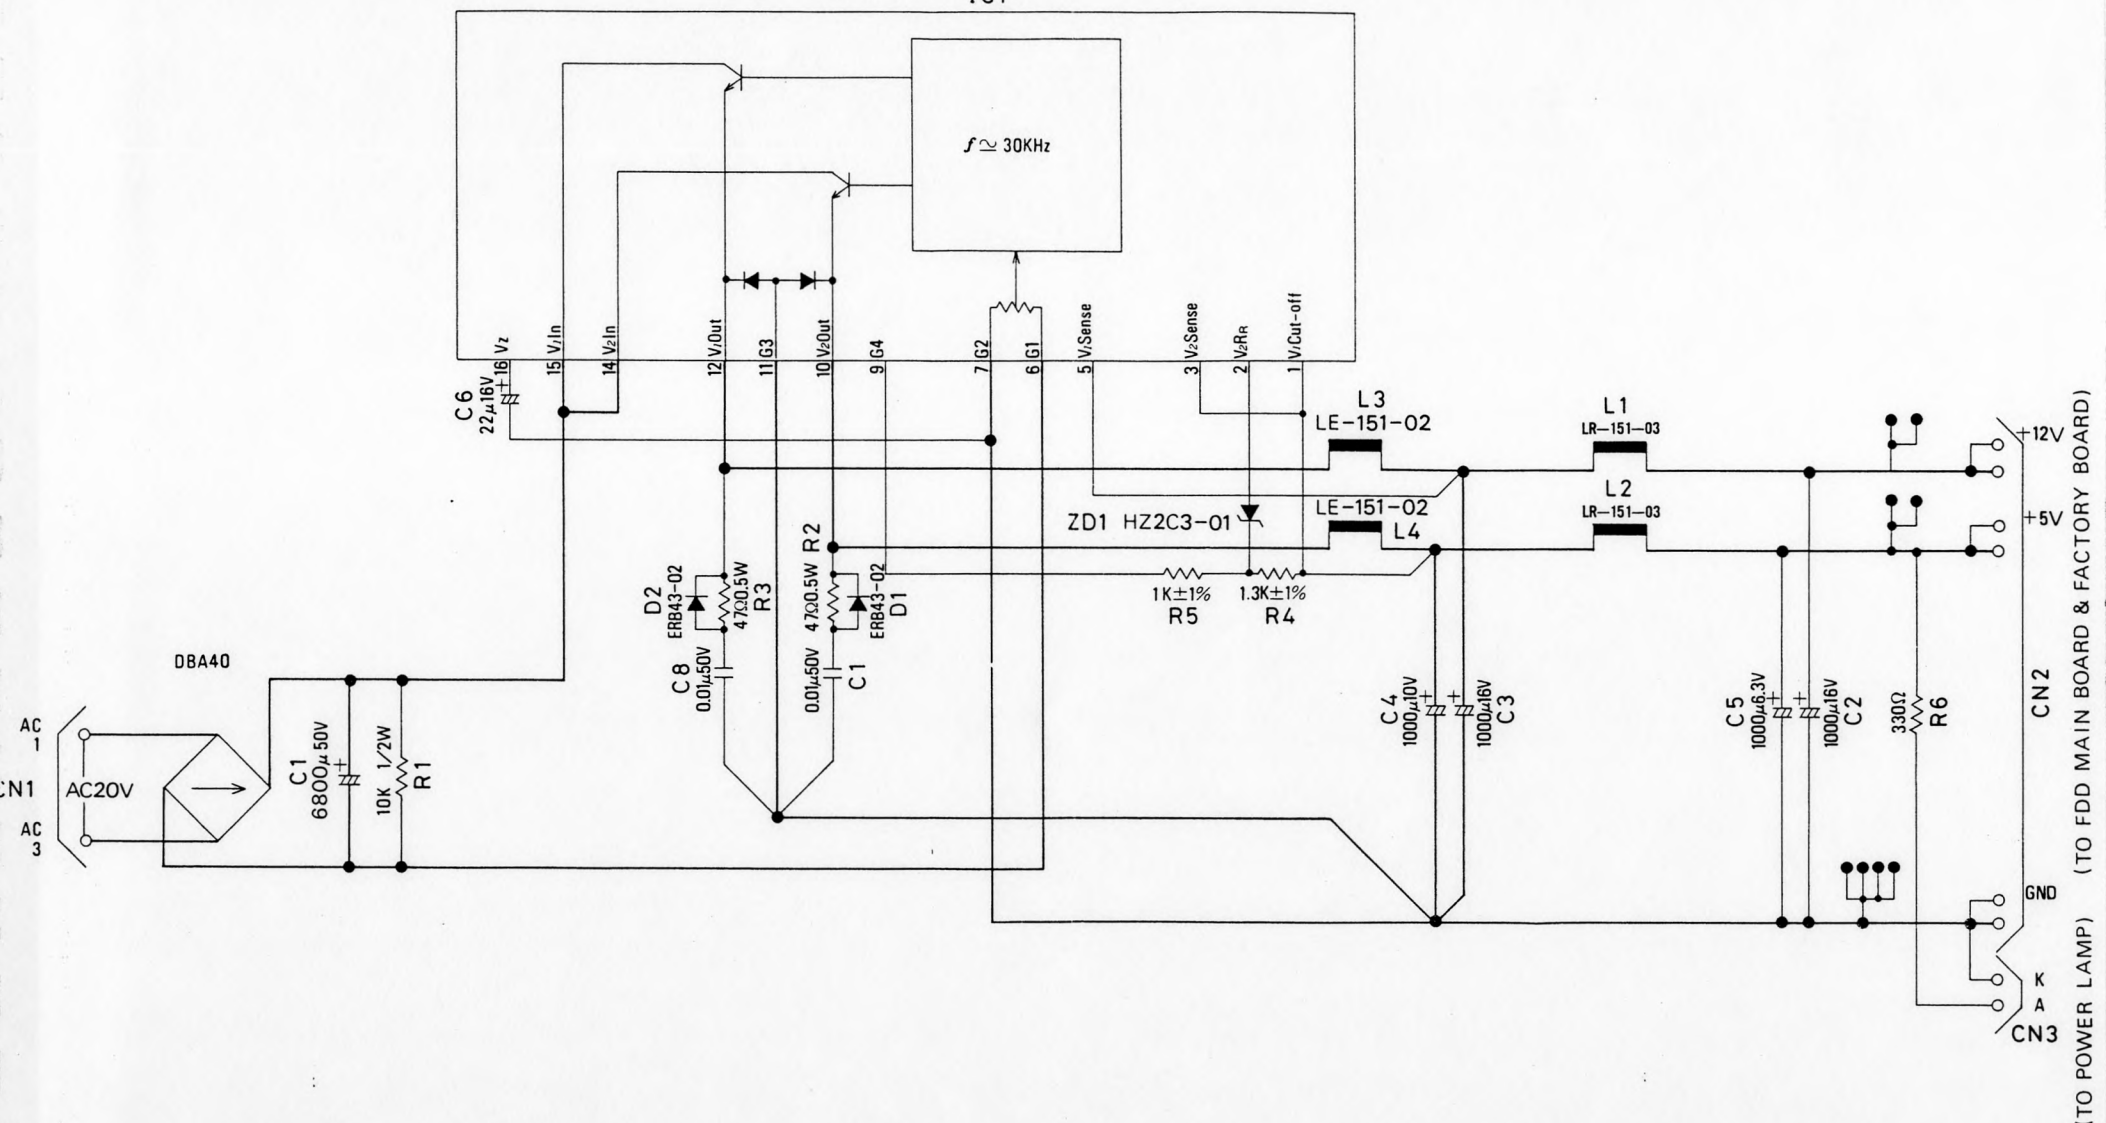 f≃ 30KHz
16 Vz
15 V1In
14 V2In
12 V1Out
11 G3
10 V2Out
9 G4
7 G2
6 G1
5 V1Sense
3 V2Sense
2 V2RR
1 V1Cut-off
C6
22μ16V
+
L3
LE-151-02
L1
LR-151-03
+12V
ZD1 HZ2C3-01
LE-151-02
L4
L2
LR-151-03
+5V
D2
ERB43-02
47Ω0.5W
R3
R2
47Ω0.5W
ERB43-02
D1
1K±1%
R5
1.3K±1%
R4
C8
0.01μ50V
0.01μ50V
C1
DBA40
AC
1
CN1
AC20V
AC
3
C1
6800μ50V
+
10K 1/2W
R1
C4
1000μ10V
+
+
1000μ16V
C3
C5
1000μ6.3V
+
+
1000μ16V
C2
330Ω
R6
CN2
GND
K
A
CN3
(TO FDD MAIN BOARD & FACTORY BOARD)
(TO POWER LAMP)